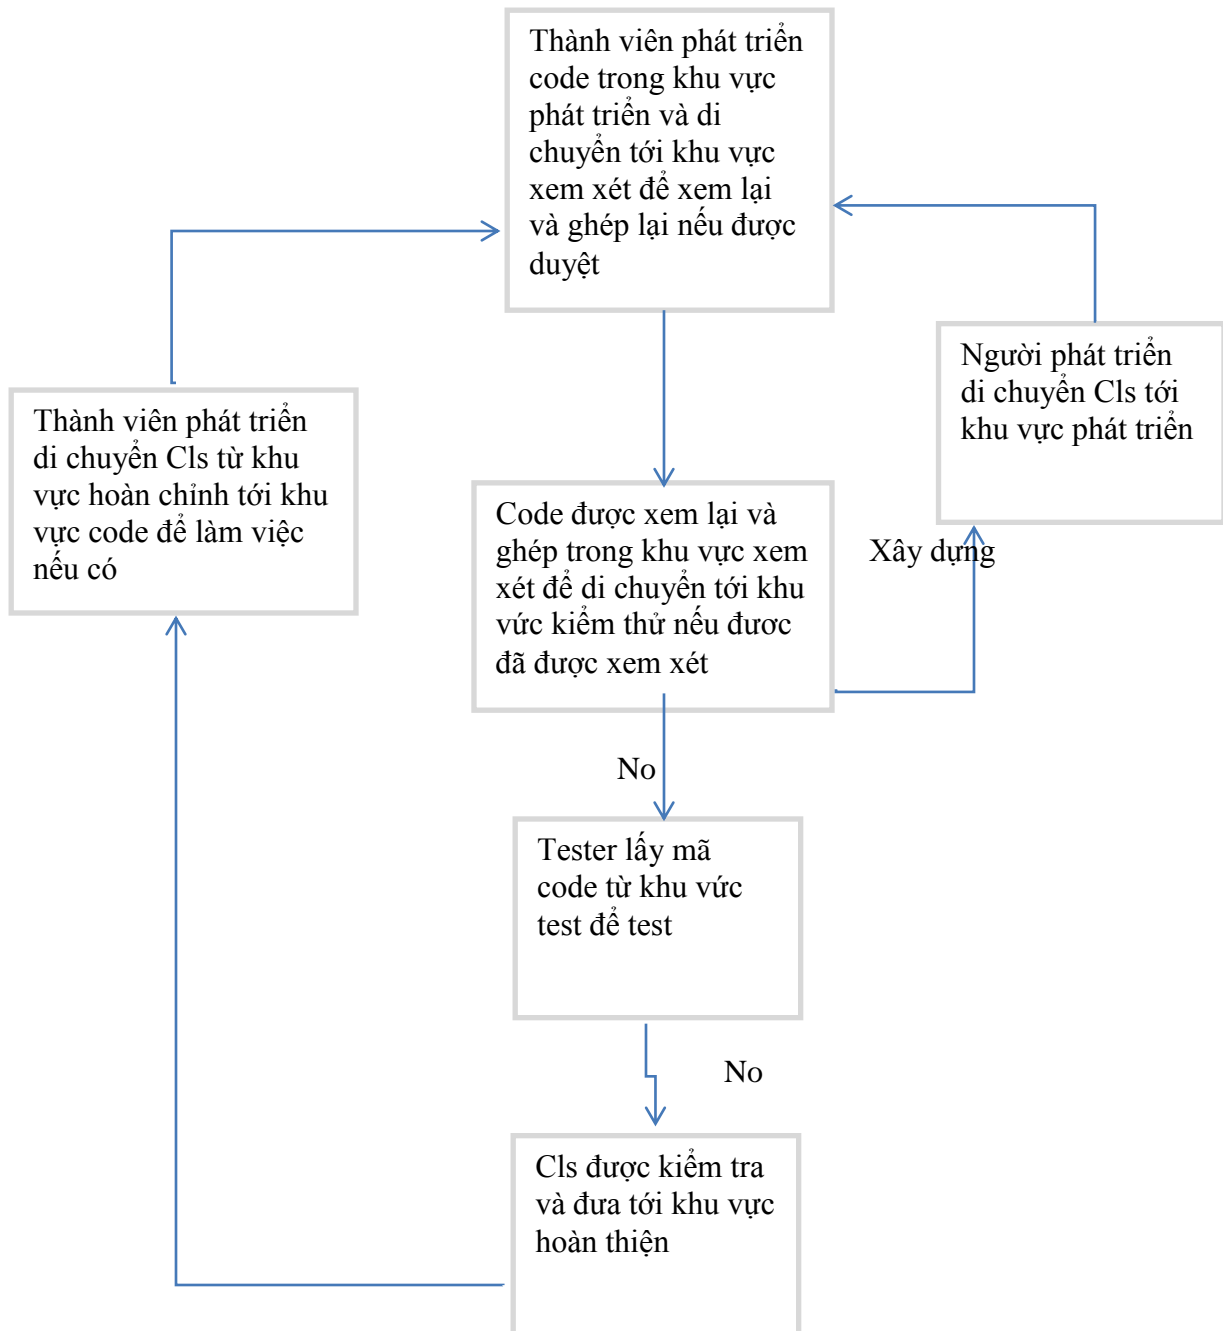 Thành viên phát triển
code trong khu vực
phát triển và di
chuyển tới khu vực
xem xét để xem lại
và ghép lại nếu được
duyệt
Người phát triển
di chuyển Cls tới
khu vực phát triển
Thành viên phát triển
di chuyển Cls từ khu
vực hoàn chỉnh tới khu
vực code để làm việc
nếu có
Code được xem lại và
ghép trong khu vực xem
xét để di chuyển tới khu
vức kiểm thử nếu đươc
đã được xem xét
Xây dựng
No
Tester lấy mã
code từ khu vức
test để test
No
Cls được kiểm tra
và đưa tới khu vực
hoàn thiện